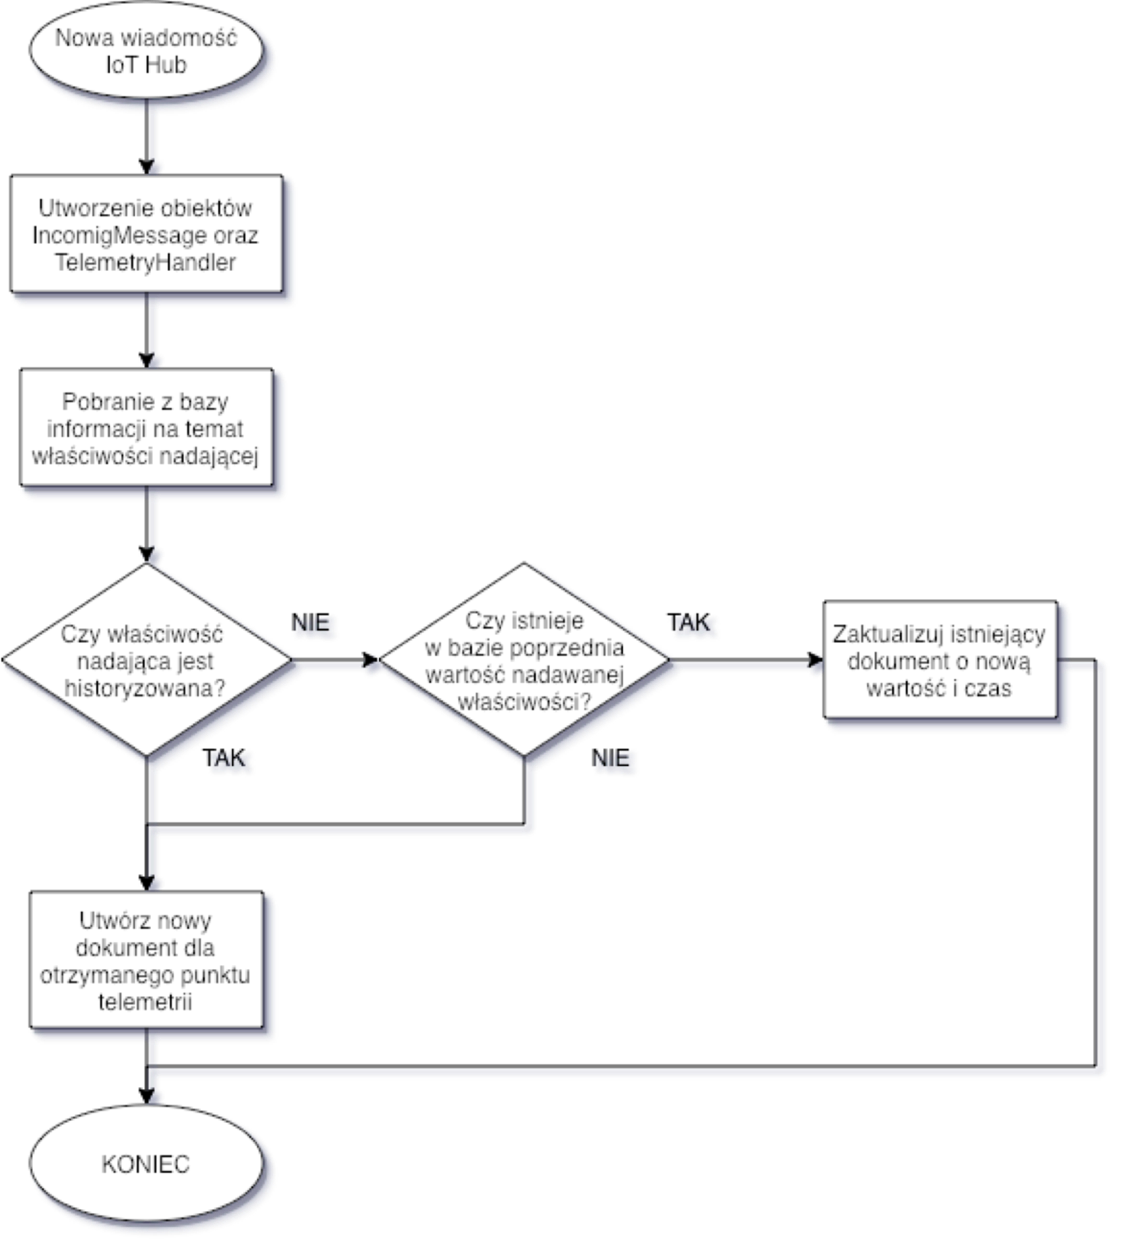 Nowa wiadomość
IoT Hub
Utworzenie obiektów
IncomigMessage oraz
TelemetryHandler
Pobranie z bazy
informacji na temat
właściwości nadającej
Czy właściwość
nadająca jest
historyzowana?
NIE
TAK
Czy istnieje
w bazie poprzednia
wartość nadawanej
właściwości?
TAK
NIE
Zaktualizuj istniejący
dokument o nową
wartość i czas
Utwórz nowy
dokument dla
otrzymanego punktu
telemetrii
KONIEC